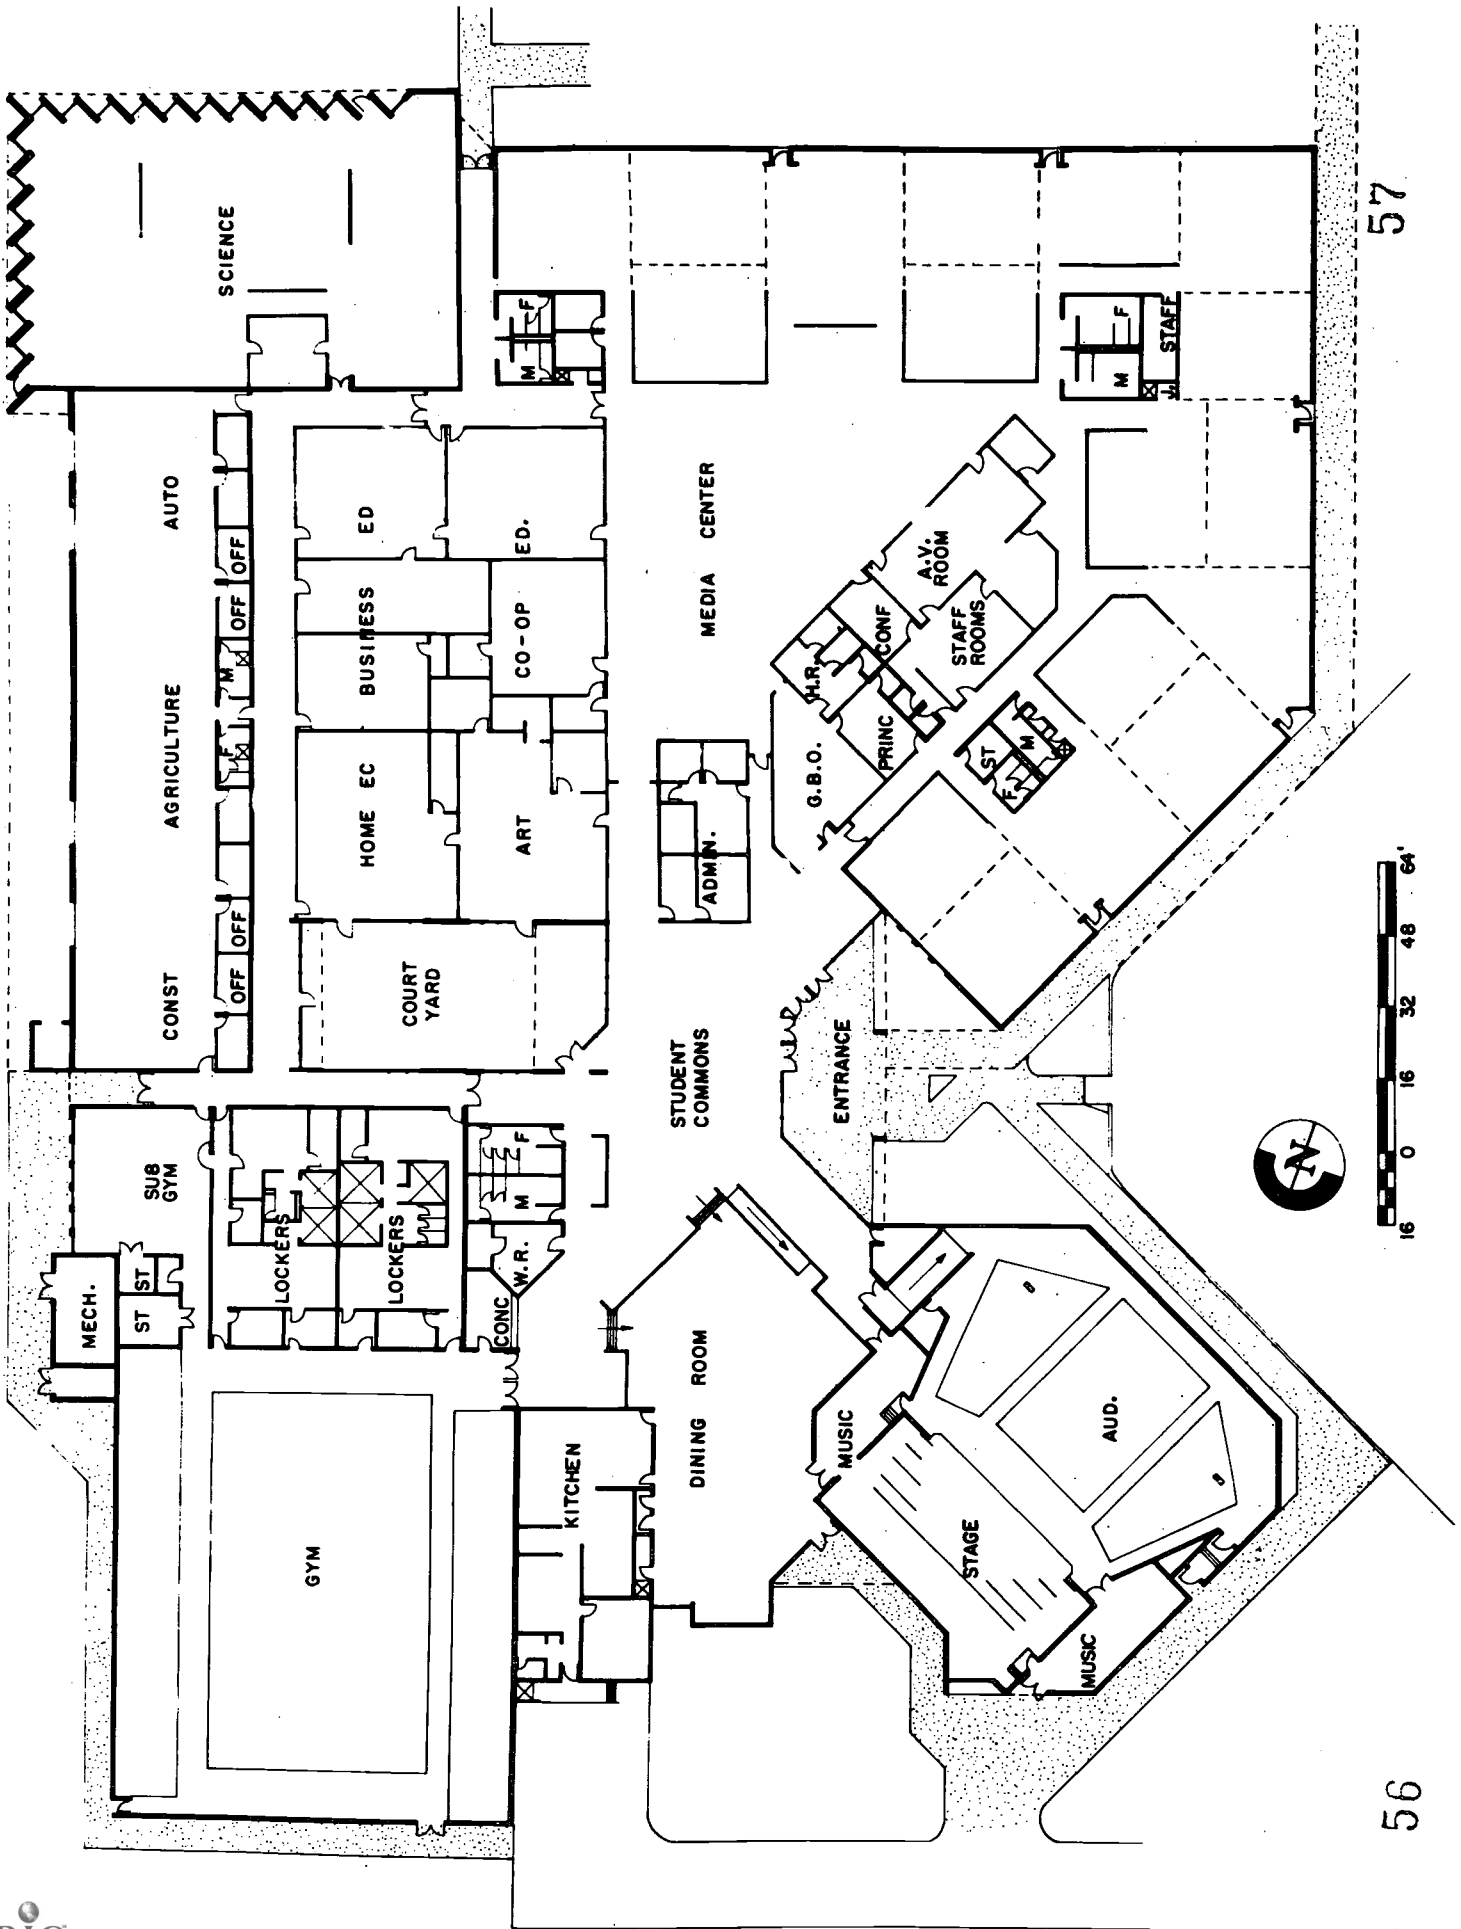 MECH.
ST
ST
SUB
GYM
CONST
AGRICULTURE
AUTO
SCIENCE
OFF
OFF
F
M
OFF
OFF
LOCKERS
GYM
HOME EC
BUSINESS
ED
LOCKERS
COURT
YARD
CONC
W.R.
M
F
ART
CO-OP
ED.
M
F
KITCHEN
DINING ROOM
STUDENT
COMMONS
ADMIN.
MEDIA CENTER
G.B.O.
H.R.
ENTRANCE
MUSIC
PRINC
CONF
A.V.
ROOM
STAFF
ROOMS
STAGE
ST
F
M
MUSIC
AUD.
M
F
STAFF
J.
N
16 0 16 32 48 64'
56
57